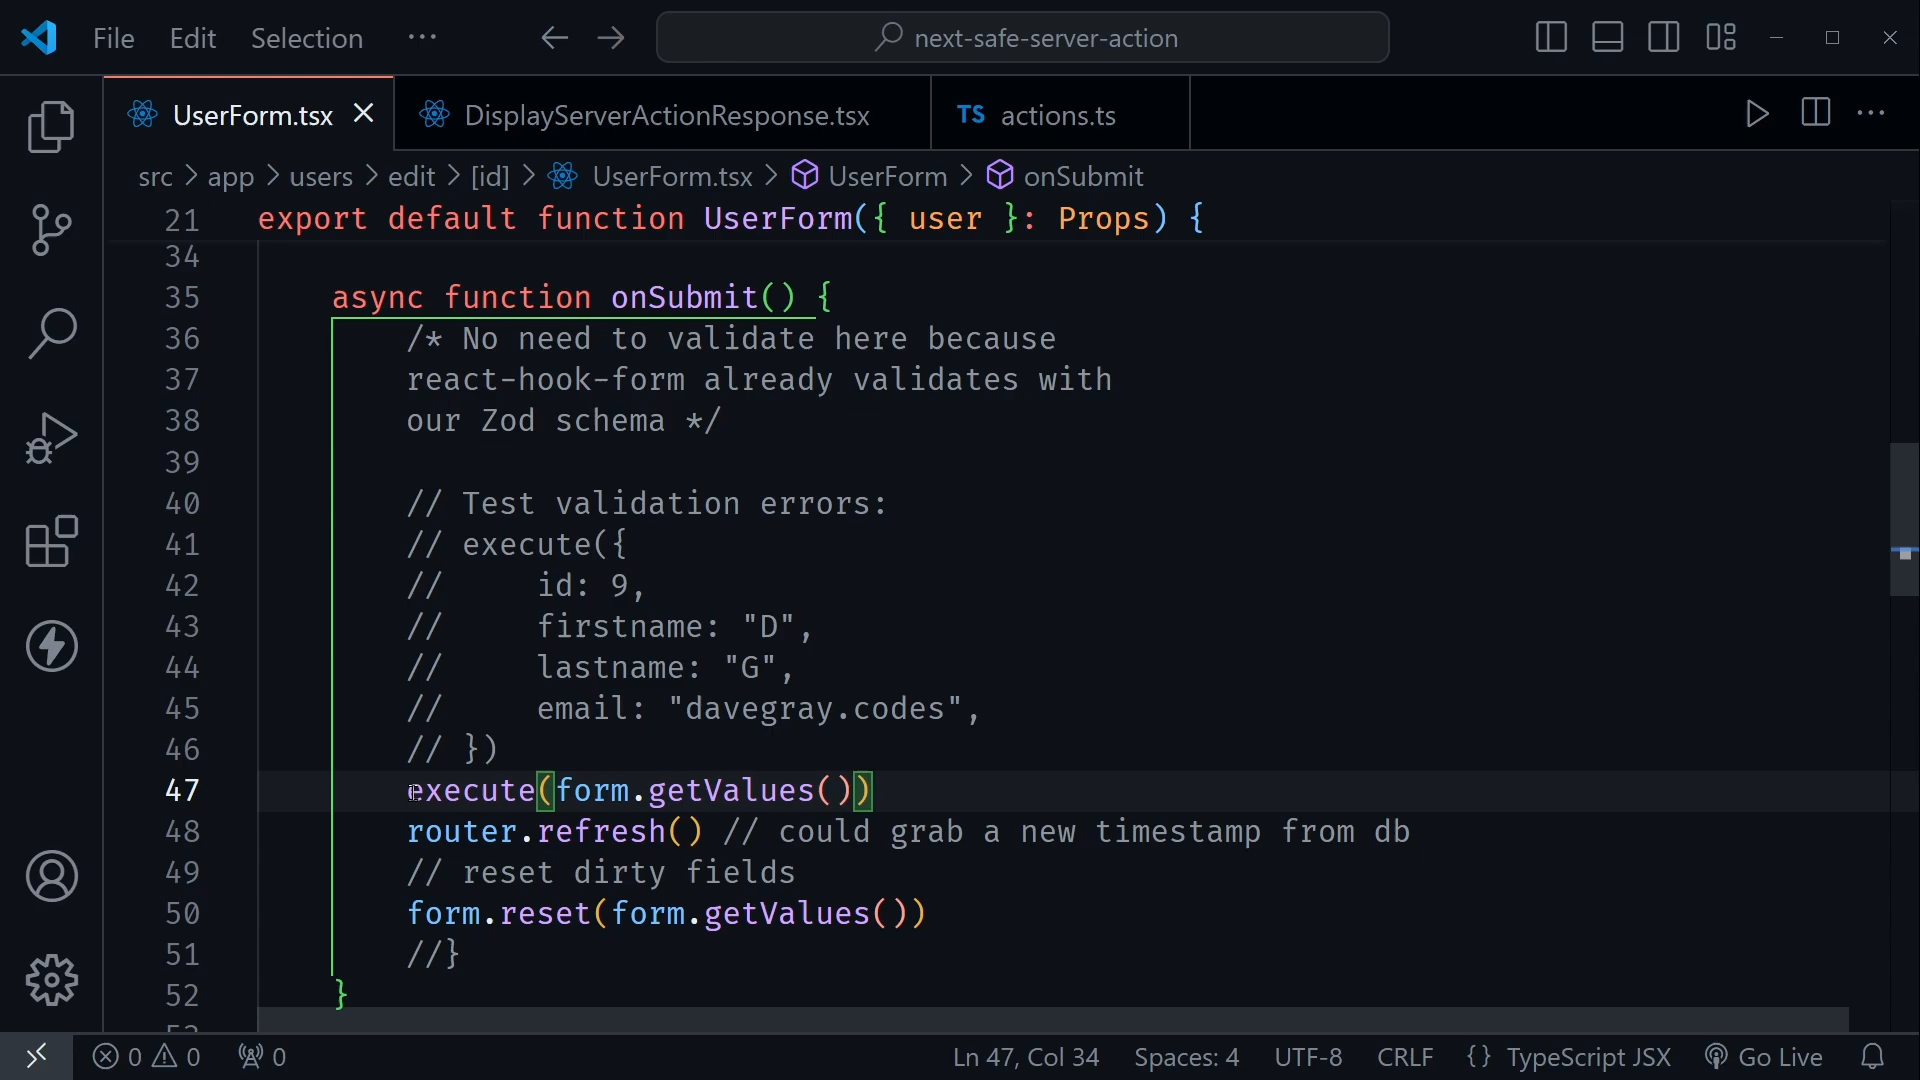 File Edit Selection ··· next-safe-server-action
UserForm.tsx DisplayServerActionResponse.tsx TS actions.ts
src > app > users > edit > [id] > UserForm.tsx > UserForm > onSubmit
21 export default function UserForm({ user }: Props) {
34
35 async function onSubmit() {
36 /* No need to validate here because
37 react-hook-form already validates with
38 our Zod schema */
39
40 // Test validation errors:
41 // execute({
42 //     id: 9,
43 //     firstname: "D",
44 //     lastname: "G",
45 //     email: "davegray.codes",
46 // })
47 execute(form.getValues())
48 router.refresh() // could grab a new timestamp from db
49 // reset dirty fields
50 form.reset(form.getValues())
51 //}
52 }
0 0 0 Ln 47, Col 34 Spaces: 4 UTF-8 CRLF {} TypeScript JSX Go Live